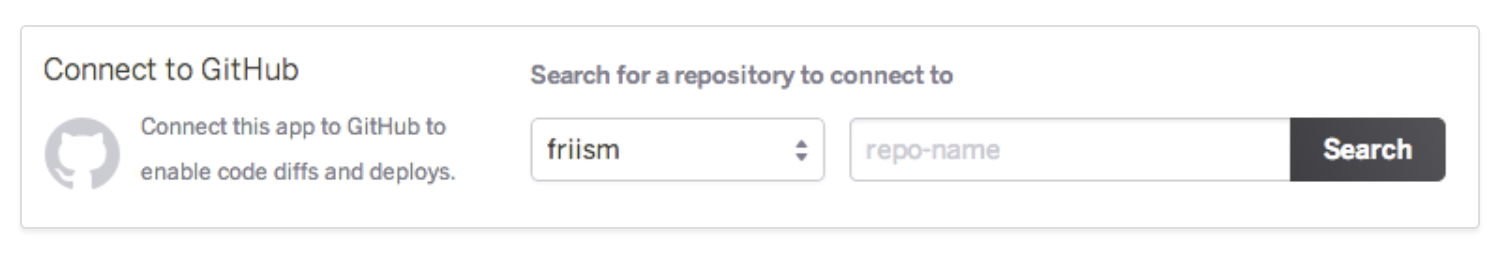 Connect to GitHub
Connect this app to GitHub to
enable code diffs and deploys.
Search for a repository to connect to
friism
repo-name
Search